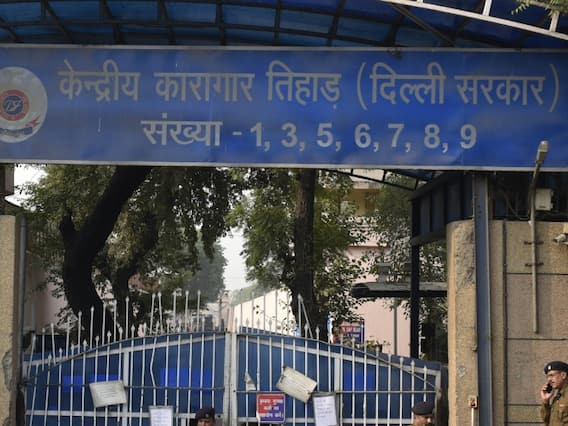 केन्द्रीय कारागार तिहाड़ (दिल्ली सरकार)
संख्या -1, 3, 5, 6, 7, 8, 9